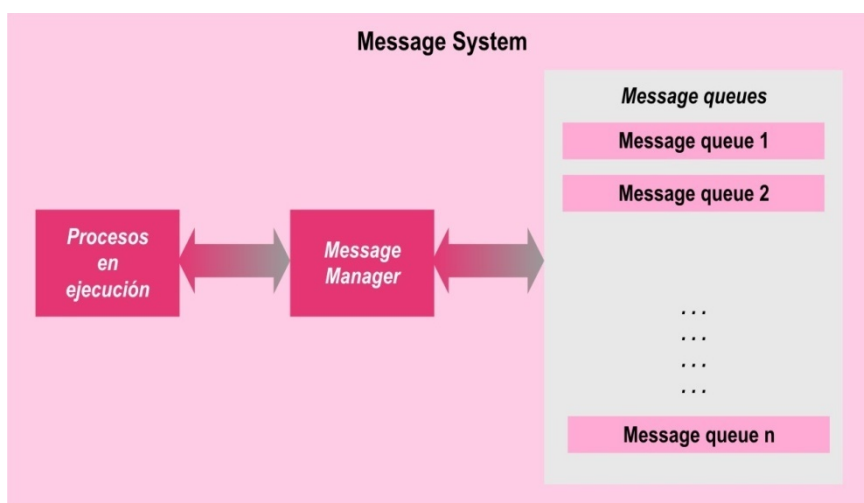 Message System
Procesos
en
ejecución
Message
Manager
Message queues
Message queue 1
Message queue 2
. . .
. . .
. . .
. . .
Message queue n